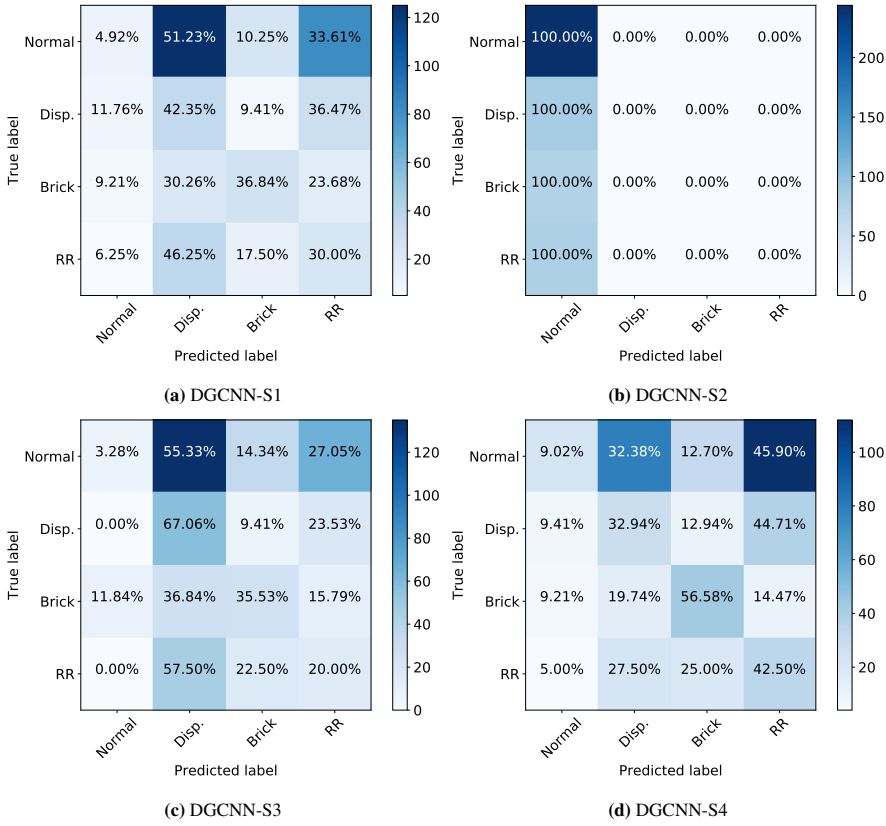 Normal 4.92% 51.23% 10.25% 33.61%
Disp. 11.76% 42.35% 9.41% 36.47%
Brick 9.21% 30.26% 36.84% 23.68%
RR 6.25% 46.25% 17.50% 30.00%
Normal Disp. Brick RR
True label
Predicted label
120
100
80
60
40
20
(a) DGCNN-S1
Normal 100.00% 0.00% 0.00% 0.00%
Disp. 100.00% 0.00% 0.00% 0.00%
Brick 100.00% 0.00% 0.00% 0.00%
RR 100.00% 0.00% 0.00% 0.00%
Normal Disp. Brick RR
True label
Predicted label
200
150
100
50
0
(b) DGCNN-S2
Normal 3.28% 55.33% 14.34% 27.05%
Disp. 0.00% 67.06% 9.41% 23.53%
Brick 11.84% 36.84% 35.53% 15.79%
RR 0.00% 57.50% 22.50% 20.00%
Normal Disp. Brick RR
True label
Predicted label
120
100
80
60
40
20
0
(c) DGCNN-S3
Normal 9.02% 32.38% 12.70% 45.90%
Disp. 9.41% 32.94% 12.94% 44.71%
Brick 9.21% 19.74% 56.58% 14.47%
RR 5.00% 27.50% 25.00% 42.50%
Normal Disp. Brick RR
True label
Predicted label
100
80
60
40
20
(d) DGCNN-S4